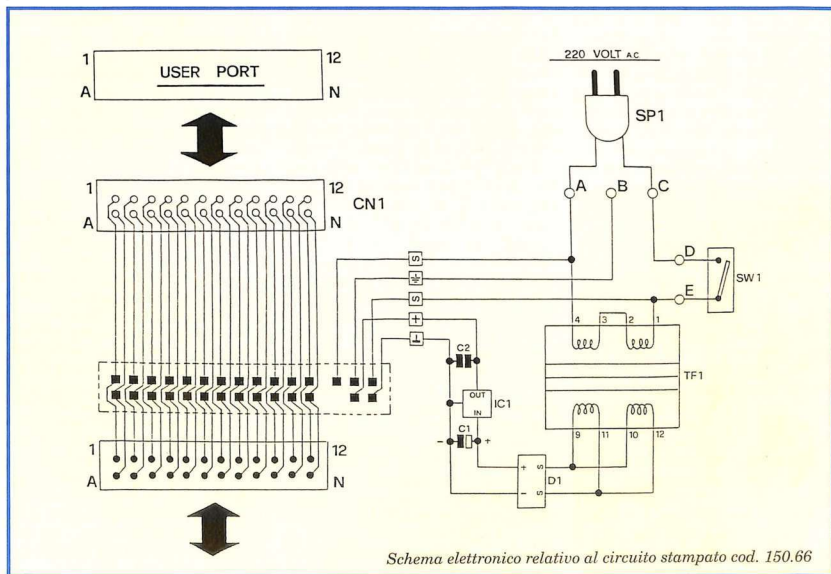 220 VOLT AC
1 12
USER PORT
A N
SP1
1 12
CN1
A N
A B C
S
D
SW1
S
E
+
4 3 2 1
C2
TF1
OUT
IN
IC1
C1
- +
9 11 10 12
+ S
- S
D1
1 12
A N
Schema elettronico relativo al circuito stampato cod. 150.66